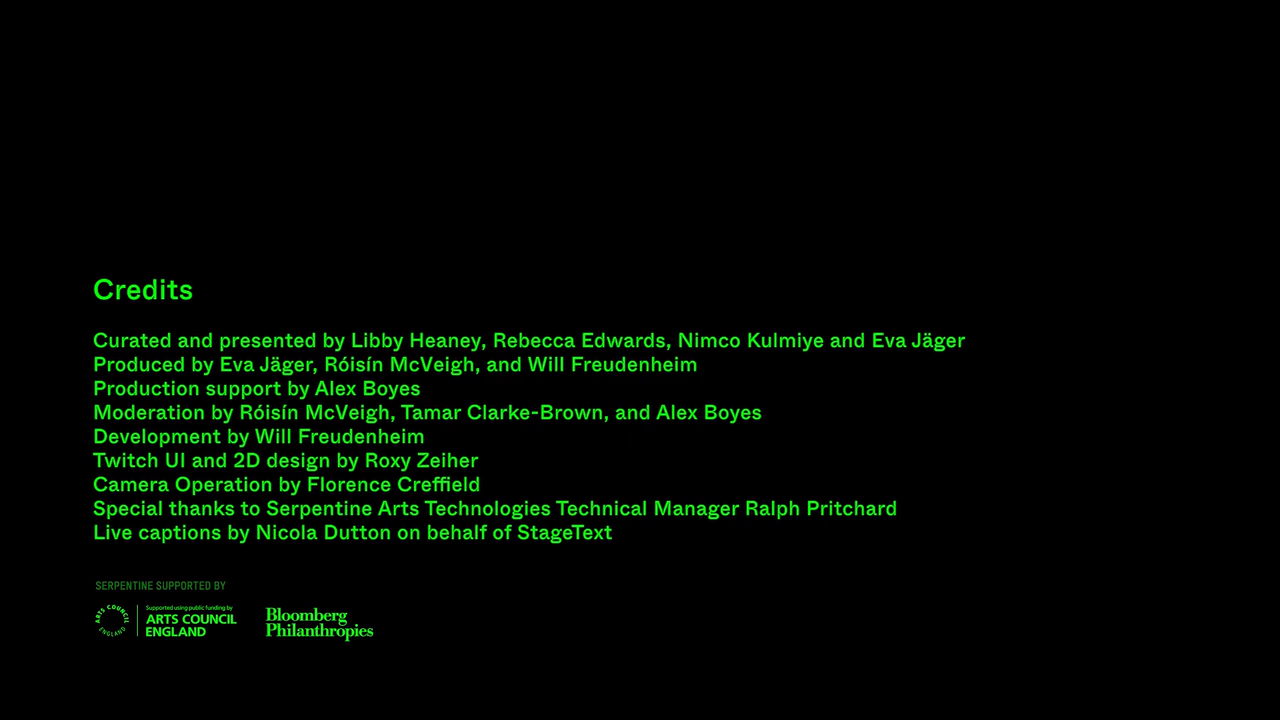 Credits
Curated and presented by Libby Heaney, Rebecca Edwards, Nimco Kulmiye and Eva Jäger
Produced by Eva Jäger, Róisín McVeigh, and Will Freudenheim
Production support by Alex Boyes
Moderation by Róisín McVeigh, Tamar Clarke-Brown, and Alex Boyes
Development by Will Freudenheim
Twitch UI and 2D design by Roxy Zeiher
Camera Operation by Florence Creffield
Special thanks to Serpentine Arts Technologies Technical Manager Ralph Pritchard
Live captions by Nicola Dutton on behalf of StageText
SERPENTINE SUPPORTED BY
ARTS COUNCIL ENGLAND
Supported using public funding by
ARTS COUNCIL
ENGLAND
Bloomberg
Philanthropies